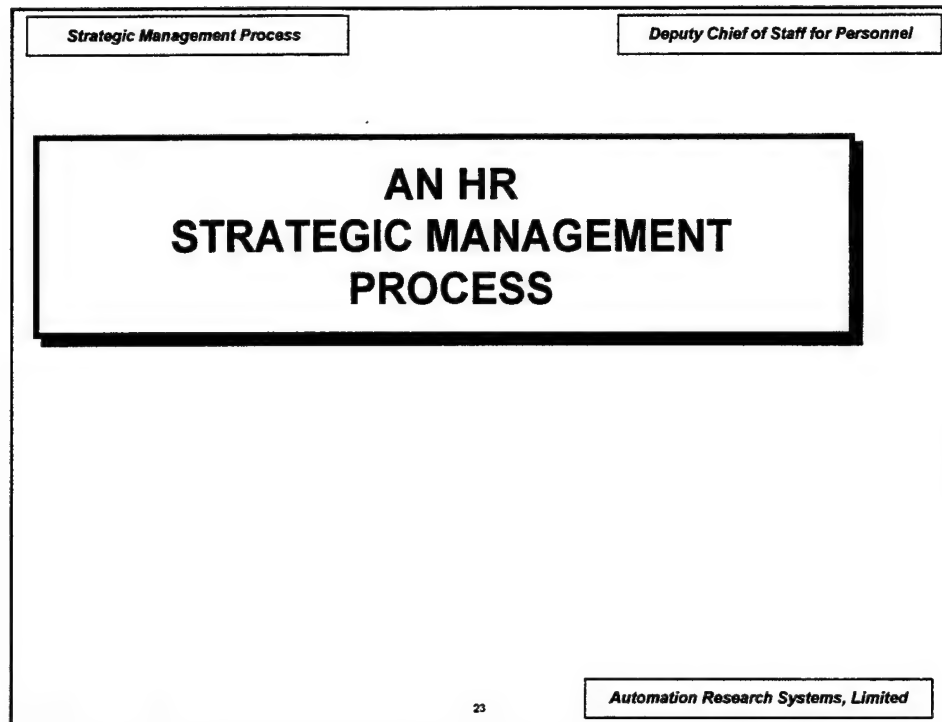 Strategic Management Process
Deputy Chief of Staff for Personnel
AN HR
STRATEGIC MANAGEMENT
PROCESS
23
Automation Research Systems, Limited